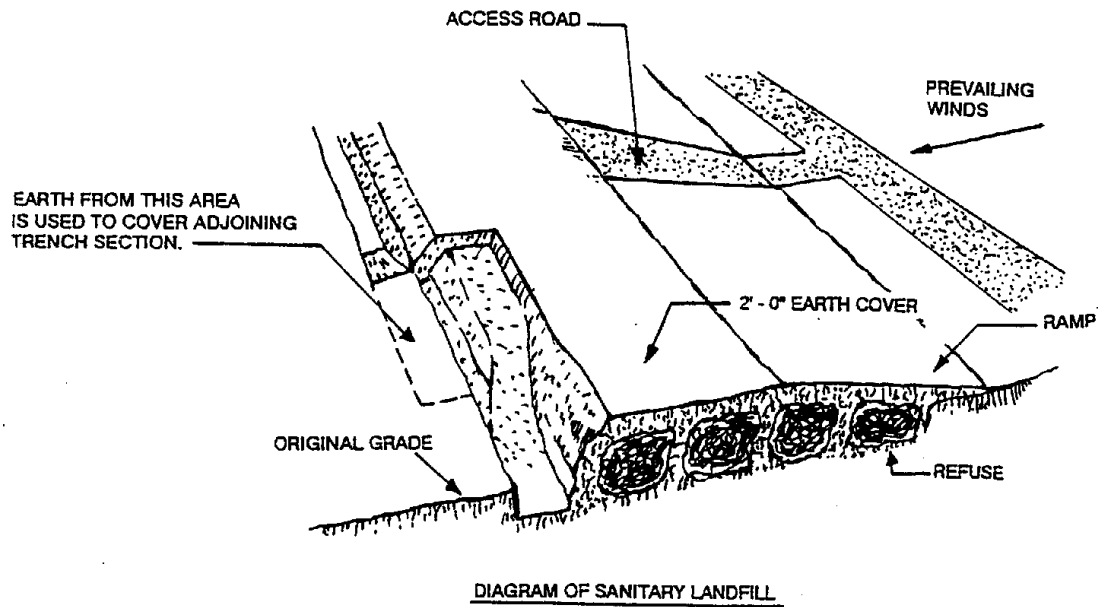 ACCESS ROAD
PREVAILING
WINDS
EARTH FROM THIS AREA
IS USED TO COVER ADJOINING
TRENCH SECTION.
2' - 0" EARTH COVER
RAMP
ORIGINAL GRADE
REFUSE
DIAGRAM OF SANITARY LANDFILL